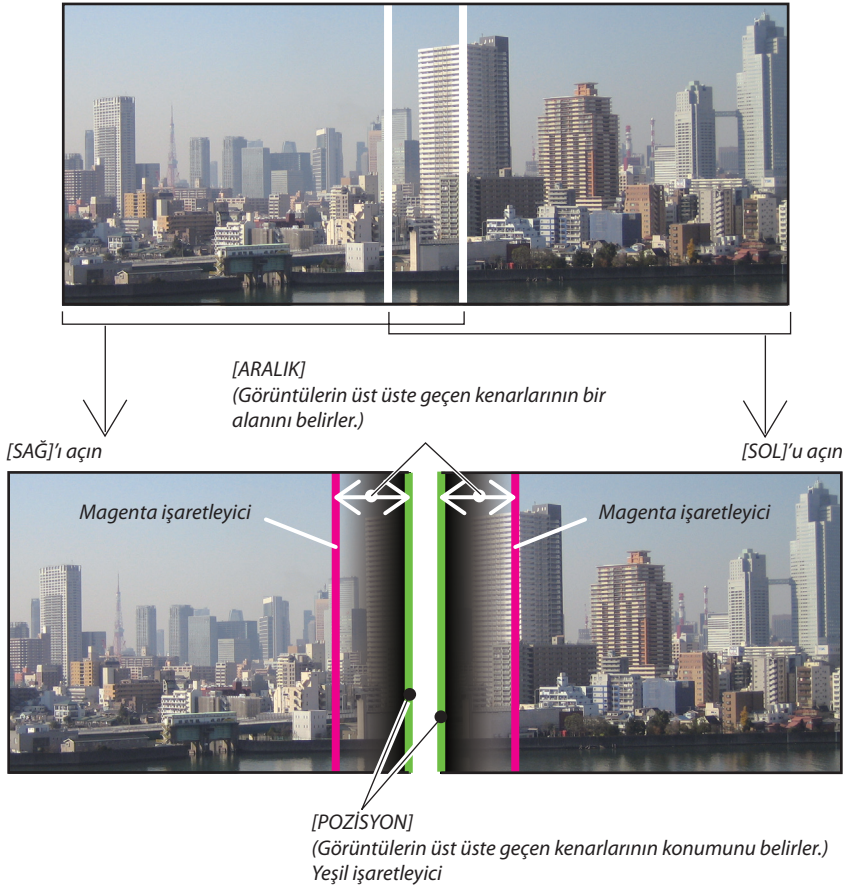 [ARALIK]
(Görüntülerin üst üste geçen kenarlarının bir
alanını belirler.)
[SAĞ]’ı açın
[SOL]’u açın
Magenta işaretleyici
Magenta işaretleyici
[POZİSYON]
(Görüntülerin üst üste geçen kenarlarının konumunu belirler.)
Yeşil işaretleyici